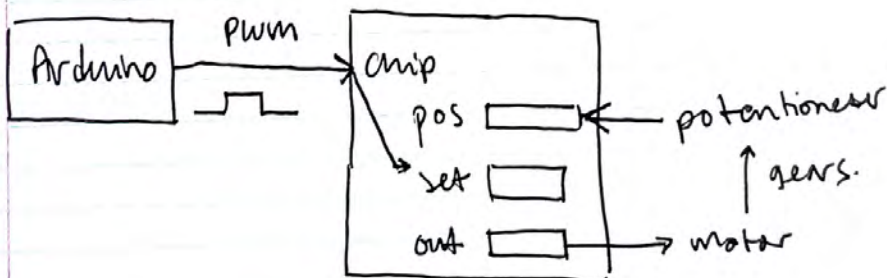 PWM
Arduino
chip
pos
potentiometer
set
gears.
out
motor